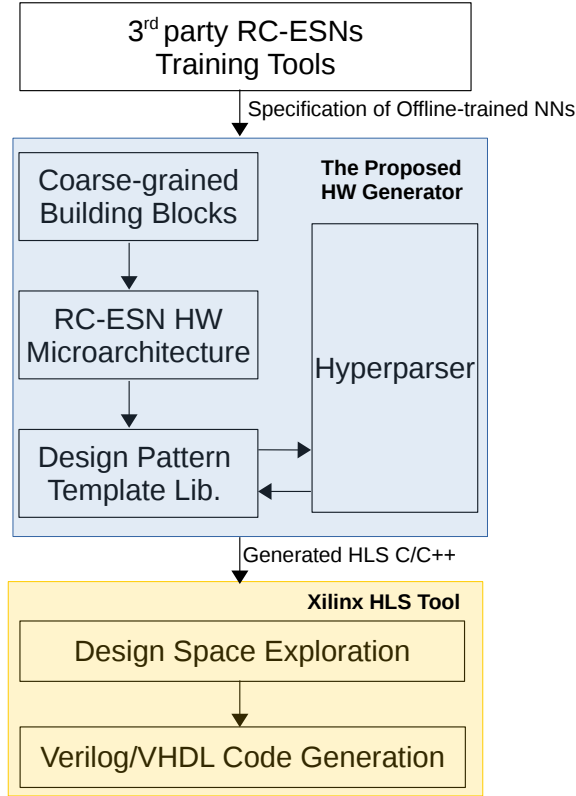 3rd party RC-ESNs
Training Tools
Specification of Offline-trained NNs
The Proposed
HW Generator
Coarse-grained
Building Blocks
RC-ESN HW
Microarchitecture
Hyperparser
Design Pattern
Template Lib.
Generated HLS C/C++
Xilinx HLS Tool
Design Space Exploration
Verilog/VHDL Code Generation